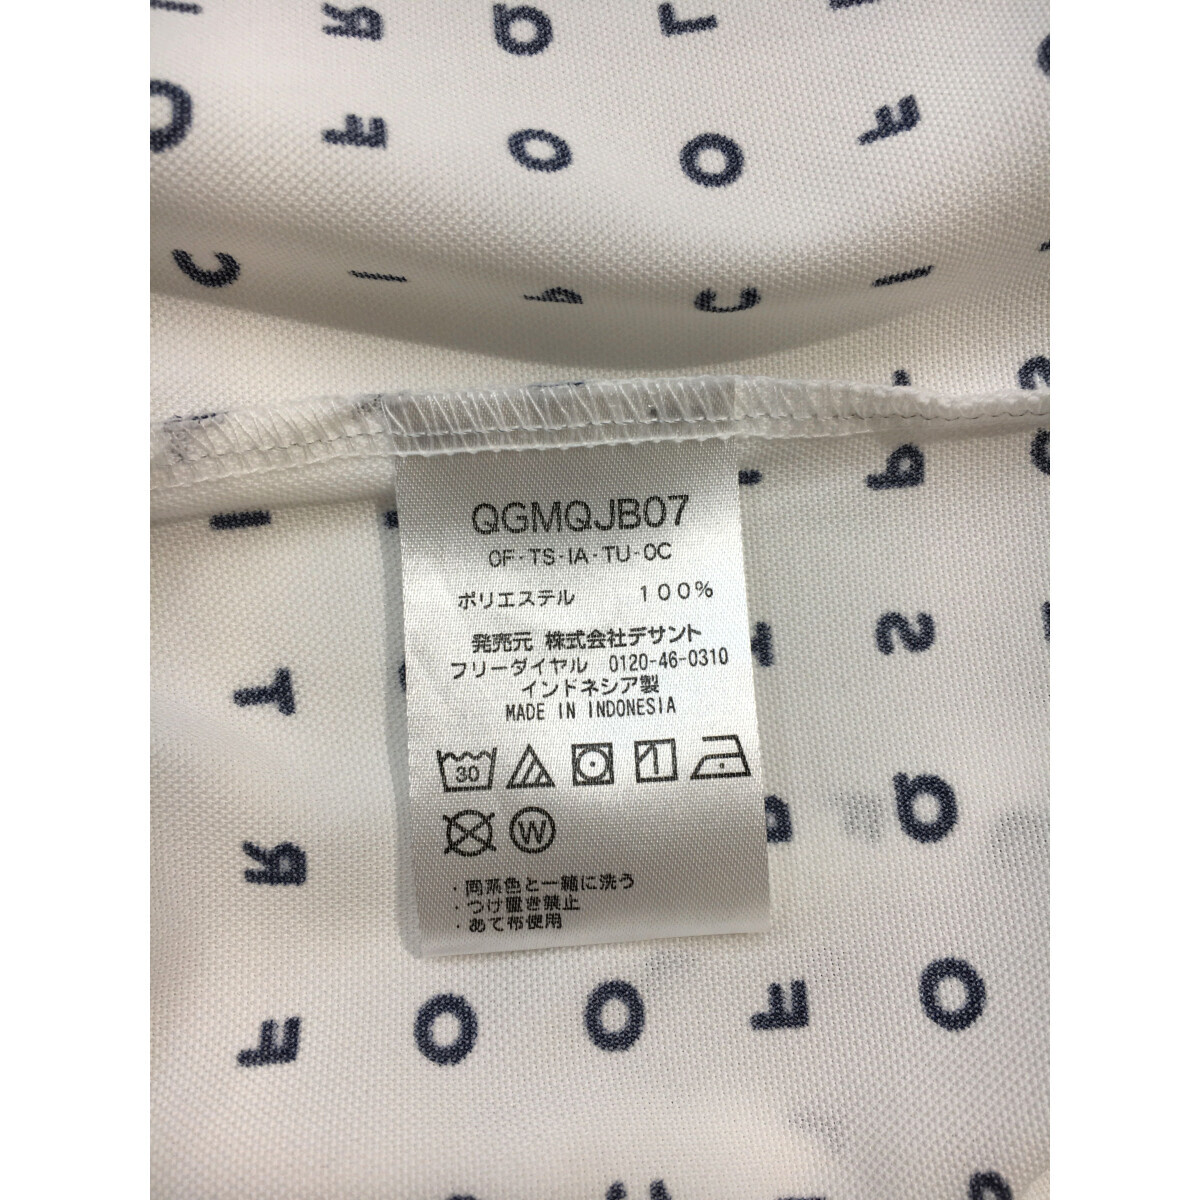 QGMQJB07
OF-TS-IA-TU-OC
ポリエステル 100%
発売元 株式会社デサント
フリーダイヤル 0120-46-0310
インドネシア製
MADE IN INDONESIA
30
W
・同系色と一緒に洗う
・つけ置き禁止
・あて布使用